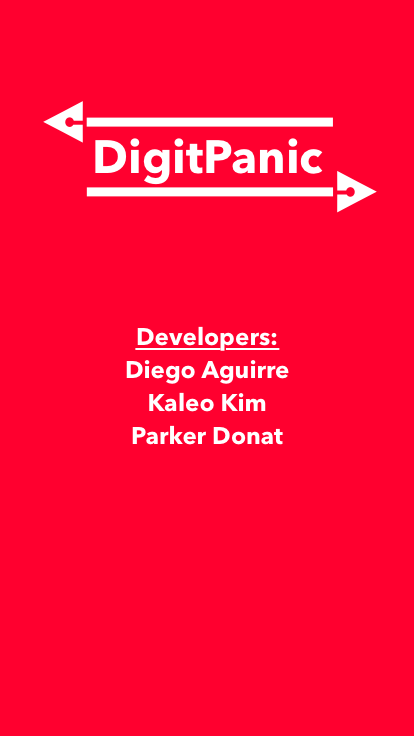 DigitPanic
Developers:
Diego Aguirre
Kaleo Kim
Parker Donat